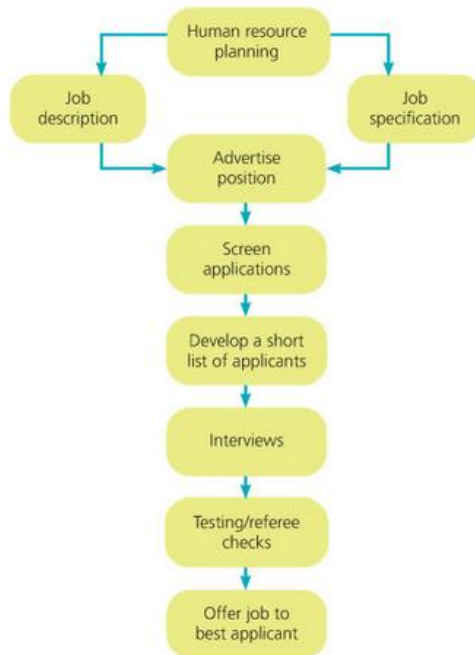 Human resource
planning
Job
description
Job
specification
Advertise
position
Screen
applications
Develop a short
list of applicants
Interviews
Testing/referee
checks
Offer job to
best applicant